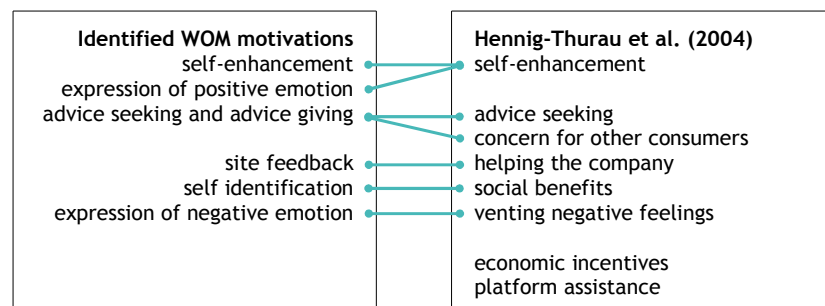 Identified WOM motivations
self-enhancement
expression of positive emotion
advice seeking and advice giving
site feedback
self identification
expression of negative emotion
Hennig-Thurau et al. (2004)
self-enhancement
advice seeking
concern for other consumers
helping the company
social benefits
venting negative feelings
economic incentives
platform assistance